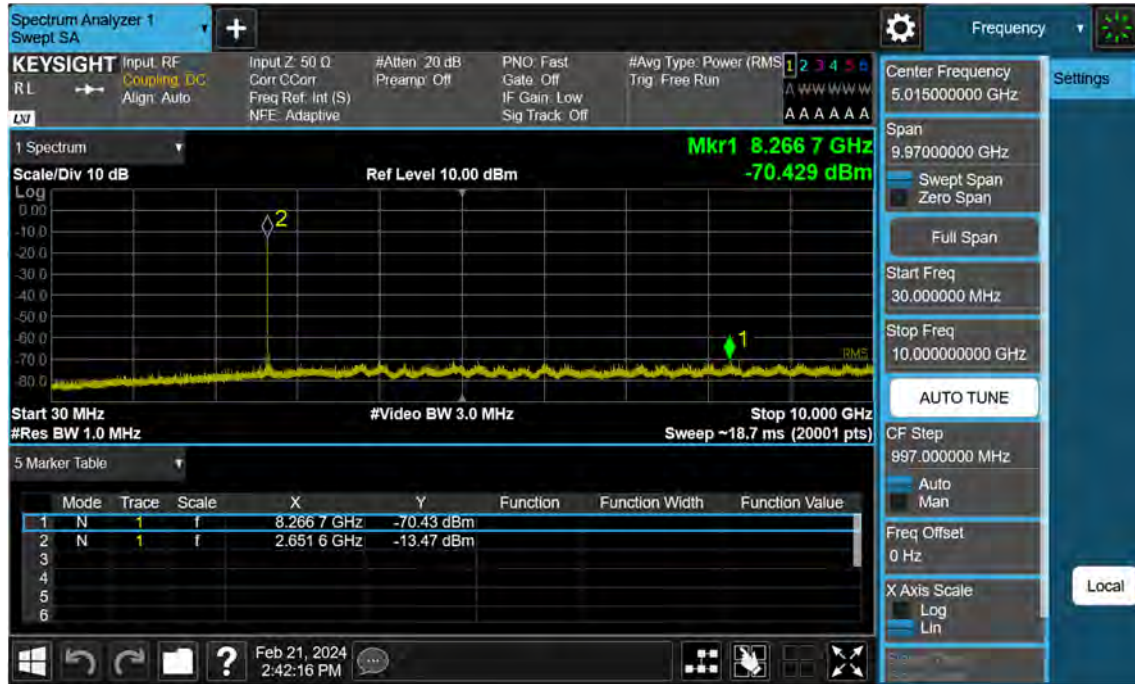 Spectrum Analyzer 1
Swept SA
+
Frequency
KEYSIGHT
RL
LXI
Input: RF
Coupling: DC
Align: Auto
Input Z: 50 Ω
Corr CCorr
Freq Ref: Int (S)
NFE: Adaptive
#Atten: 20 dB
Preamp: Off
PNO: Fast
Gate: Off
IF Gain: Low
Sig Track: Off
#Avg Type: Power (RMS
Trig: Free Run
1 2 3 4 5 6
A W W W W W
A A A A A A
Center Frequency
5.015000000 GHz
Settings
1 Spectrum
Mkr1 8.266 7 GHz
-70.429 dBm
Scale/Div 10 dB
Ref Level 10.00 dBm
Log
0.00
-10.0
-20.0
-30.0
-40.0
-50.0
-60.0
-70.0
-80.0
2
1
RMS
Start 30 MHz
#Video BW 3.0 MHz
Stop 10.000 GHz
#Res BW 1.0 MHz
Sweep ~18.7 ms (20001 pts)
Span
9.97000000 GHz
Swept Span
Zero Span
Full Span
Start Freq
30.000000 MHz
Stop Freq
10.000000000 GHz
AUTO TUNE
CF Step
997.000000 MHz
Auto
Man
Freq Offset
0 Hz
X Axis Scale
Log
Lin
Local
5 Marker Table
Mode Trace Scale X Y Function Function Width Function Value
1 N 1 f 8.266 7 GHz -70.43 dBm
2 N 1 f 2.651 6 GHz -13.47 dBm
3
4
5
6
?
Feb 21, 2024
2:42:16 PM